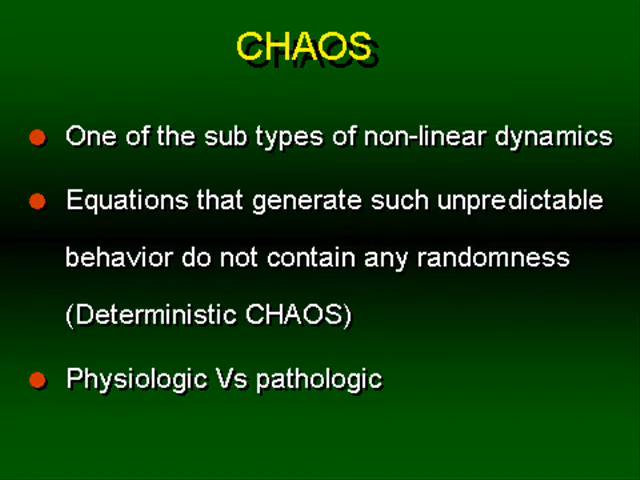 CHAOS
One of the sub types of non-linear dynamics
Equations that generate such unpredictable
behavior do not contain any randomness
(Deterministic CHAOS)
Physiologic Vs pathologic